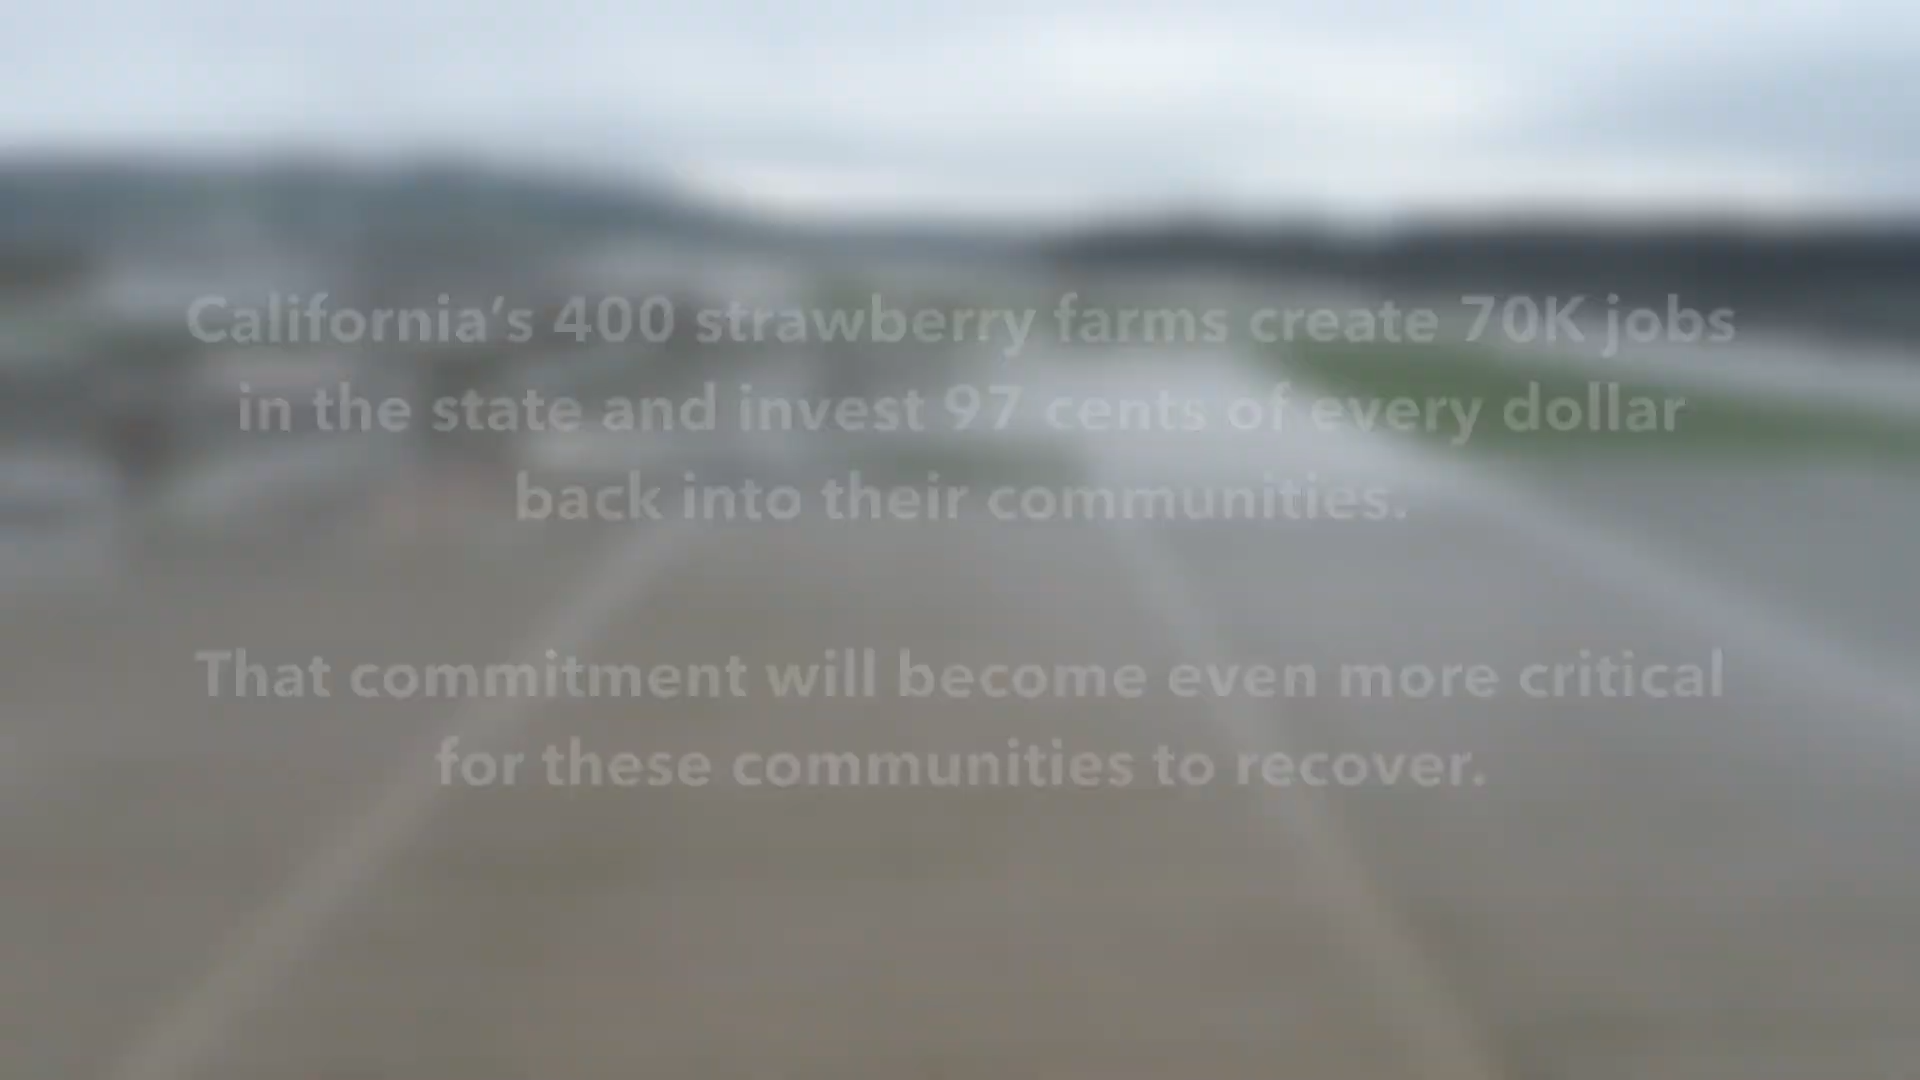 California’s 400 strawberry farms create 70K jobs
in the state and invest 97 cents of every dollar
back into their communities.
That commitment will become even more critical
for these communities to recover.